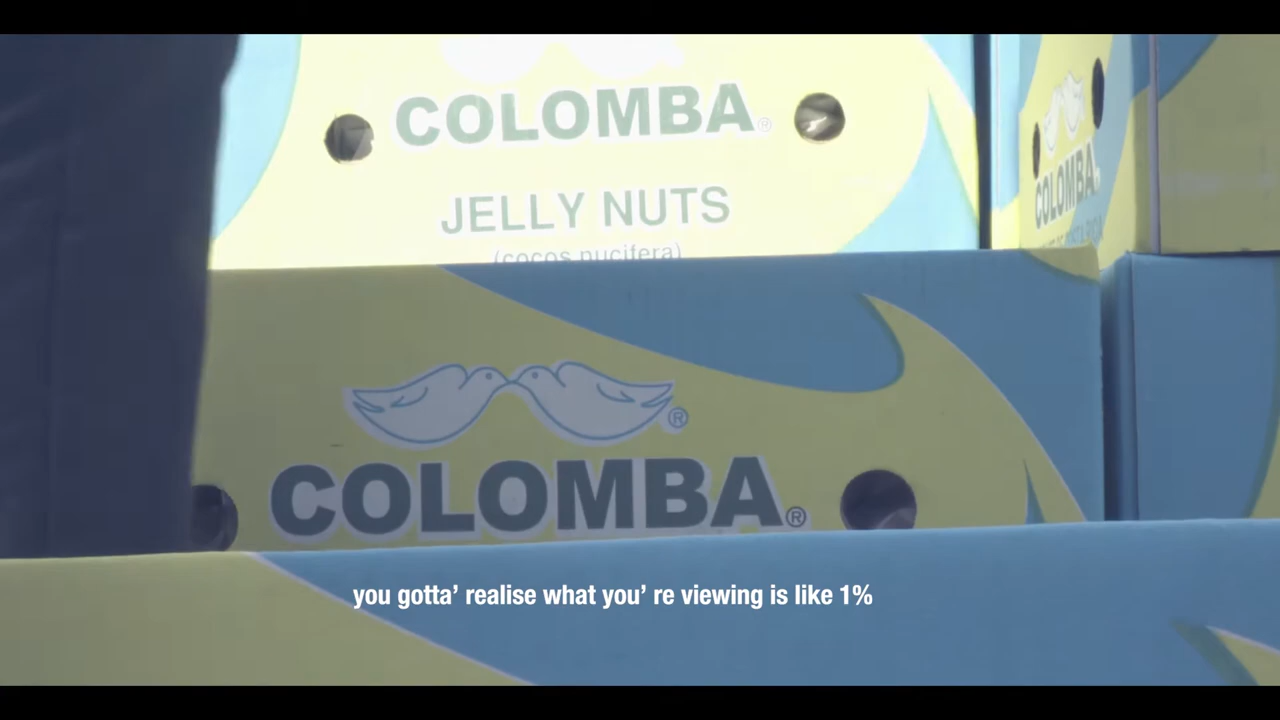 COLOMBA®
JELLY NUTS
(cocos nucifera)
COLOMBA®
®
COLOMBA®
you gotta’ realise what you’ re viewing is like 1%